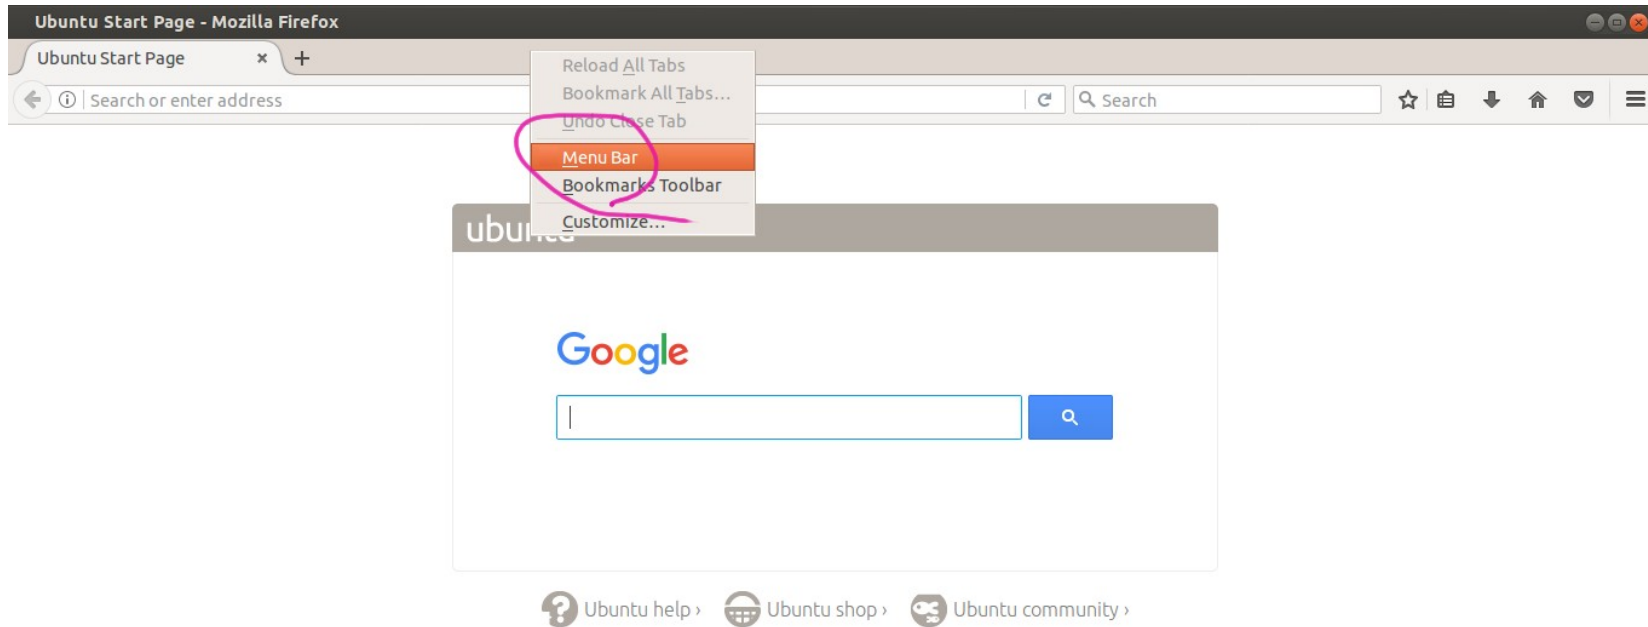 Ubuntu Start Page - Mozilla Firefox
Ubuntu Start Page
Search or enter address
Search
Reload All Tabs
Bookmark All Tabs...
Undo Close Tab
Menu Bar
Bookmarks Toolbar
Customize...
ubuntu
Google
Ubuntu help ›
Ubuntu shop ›
Ubuntu community ›